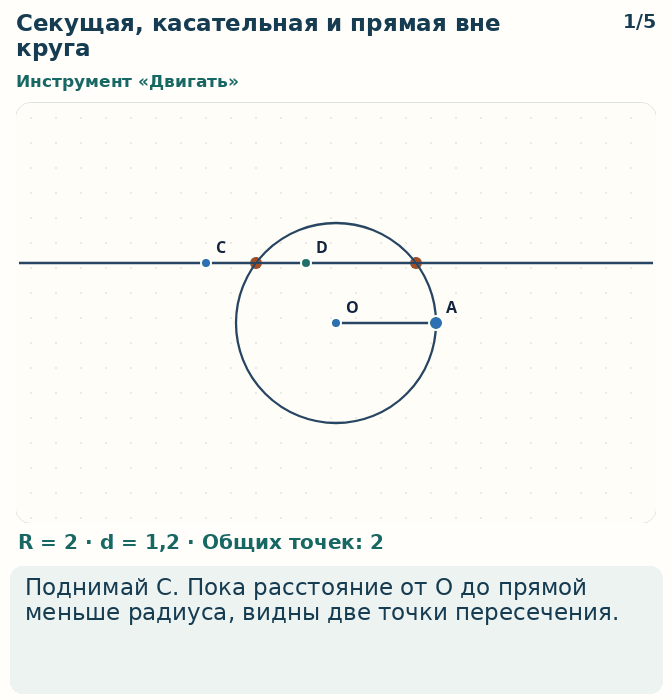 Секущая, касательная и прямая вне
круга
1/5
Инструмент «Двигать»
C
D
O
A
R = 2 · d = 1,2 · Общих точек: 2
Поднимай C. Пока расстояние от O до прямой
меньше радиуса, видны две точки пересечения.